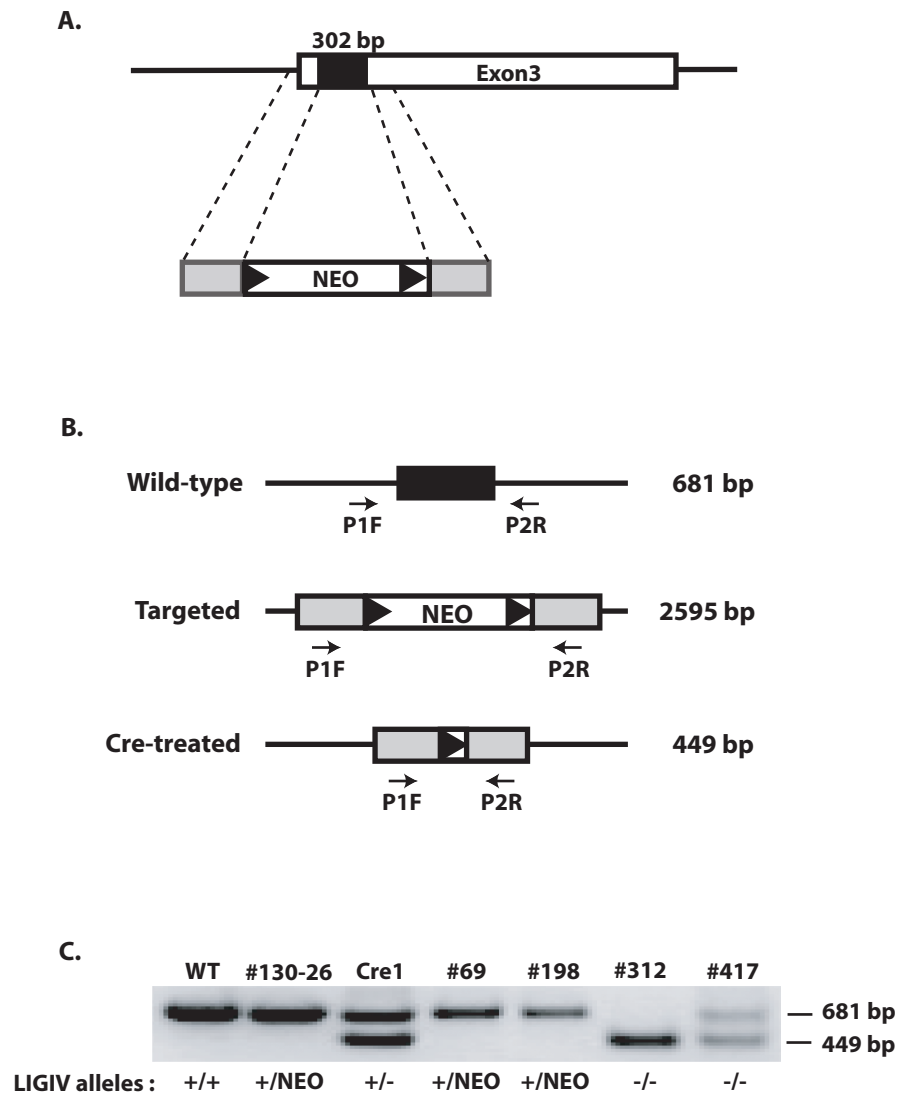 A.
302 bp
Exon3
NEO
B.
Wild-type
681 bp
P1F
P2R
Targeted
NEO
2595 bp
P1F
P2R
Cre-treated
449 bp
P1F
P2R
C.
WT #130-26 Cre1 #69 #198 #312 #417
681 bp
449 bp
LIGIV alleles : +/+ +/NEO +/- +/NEO +/NEO -/- -/-